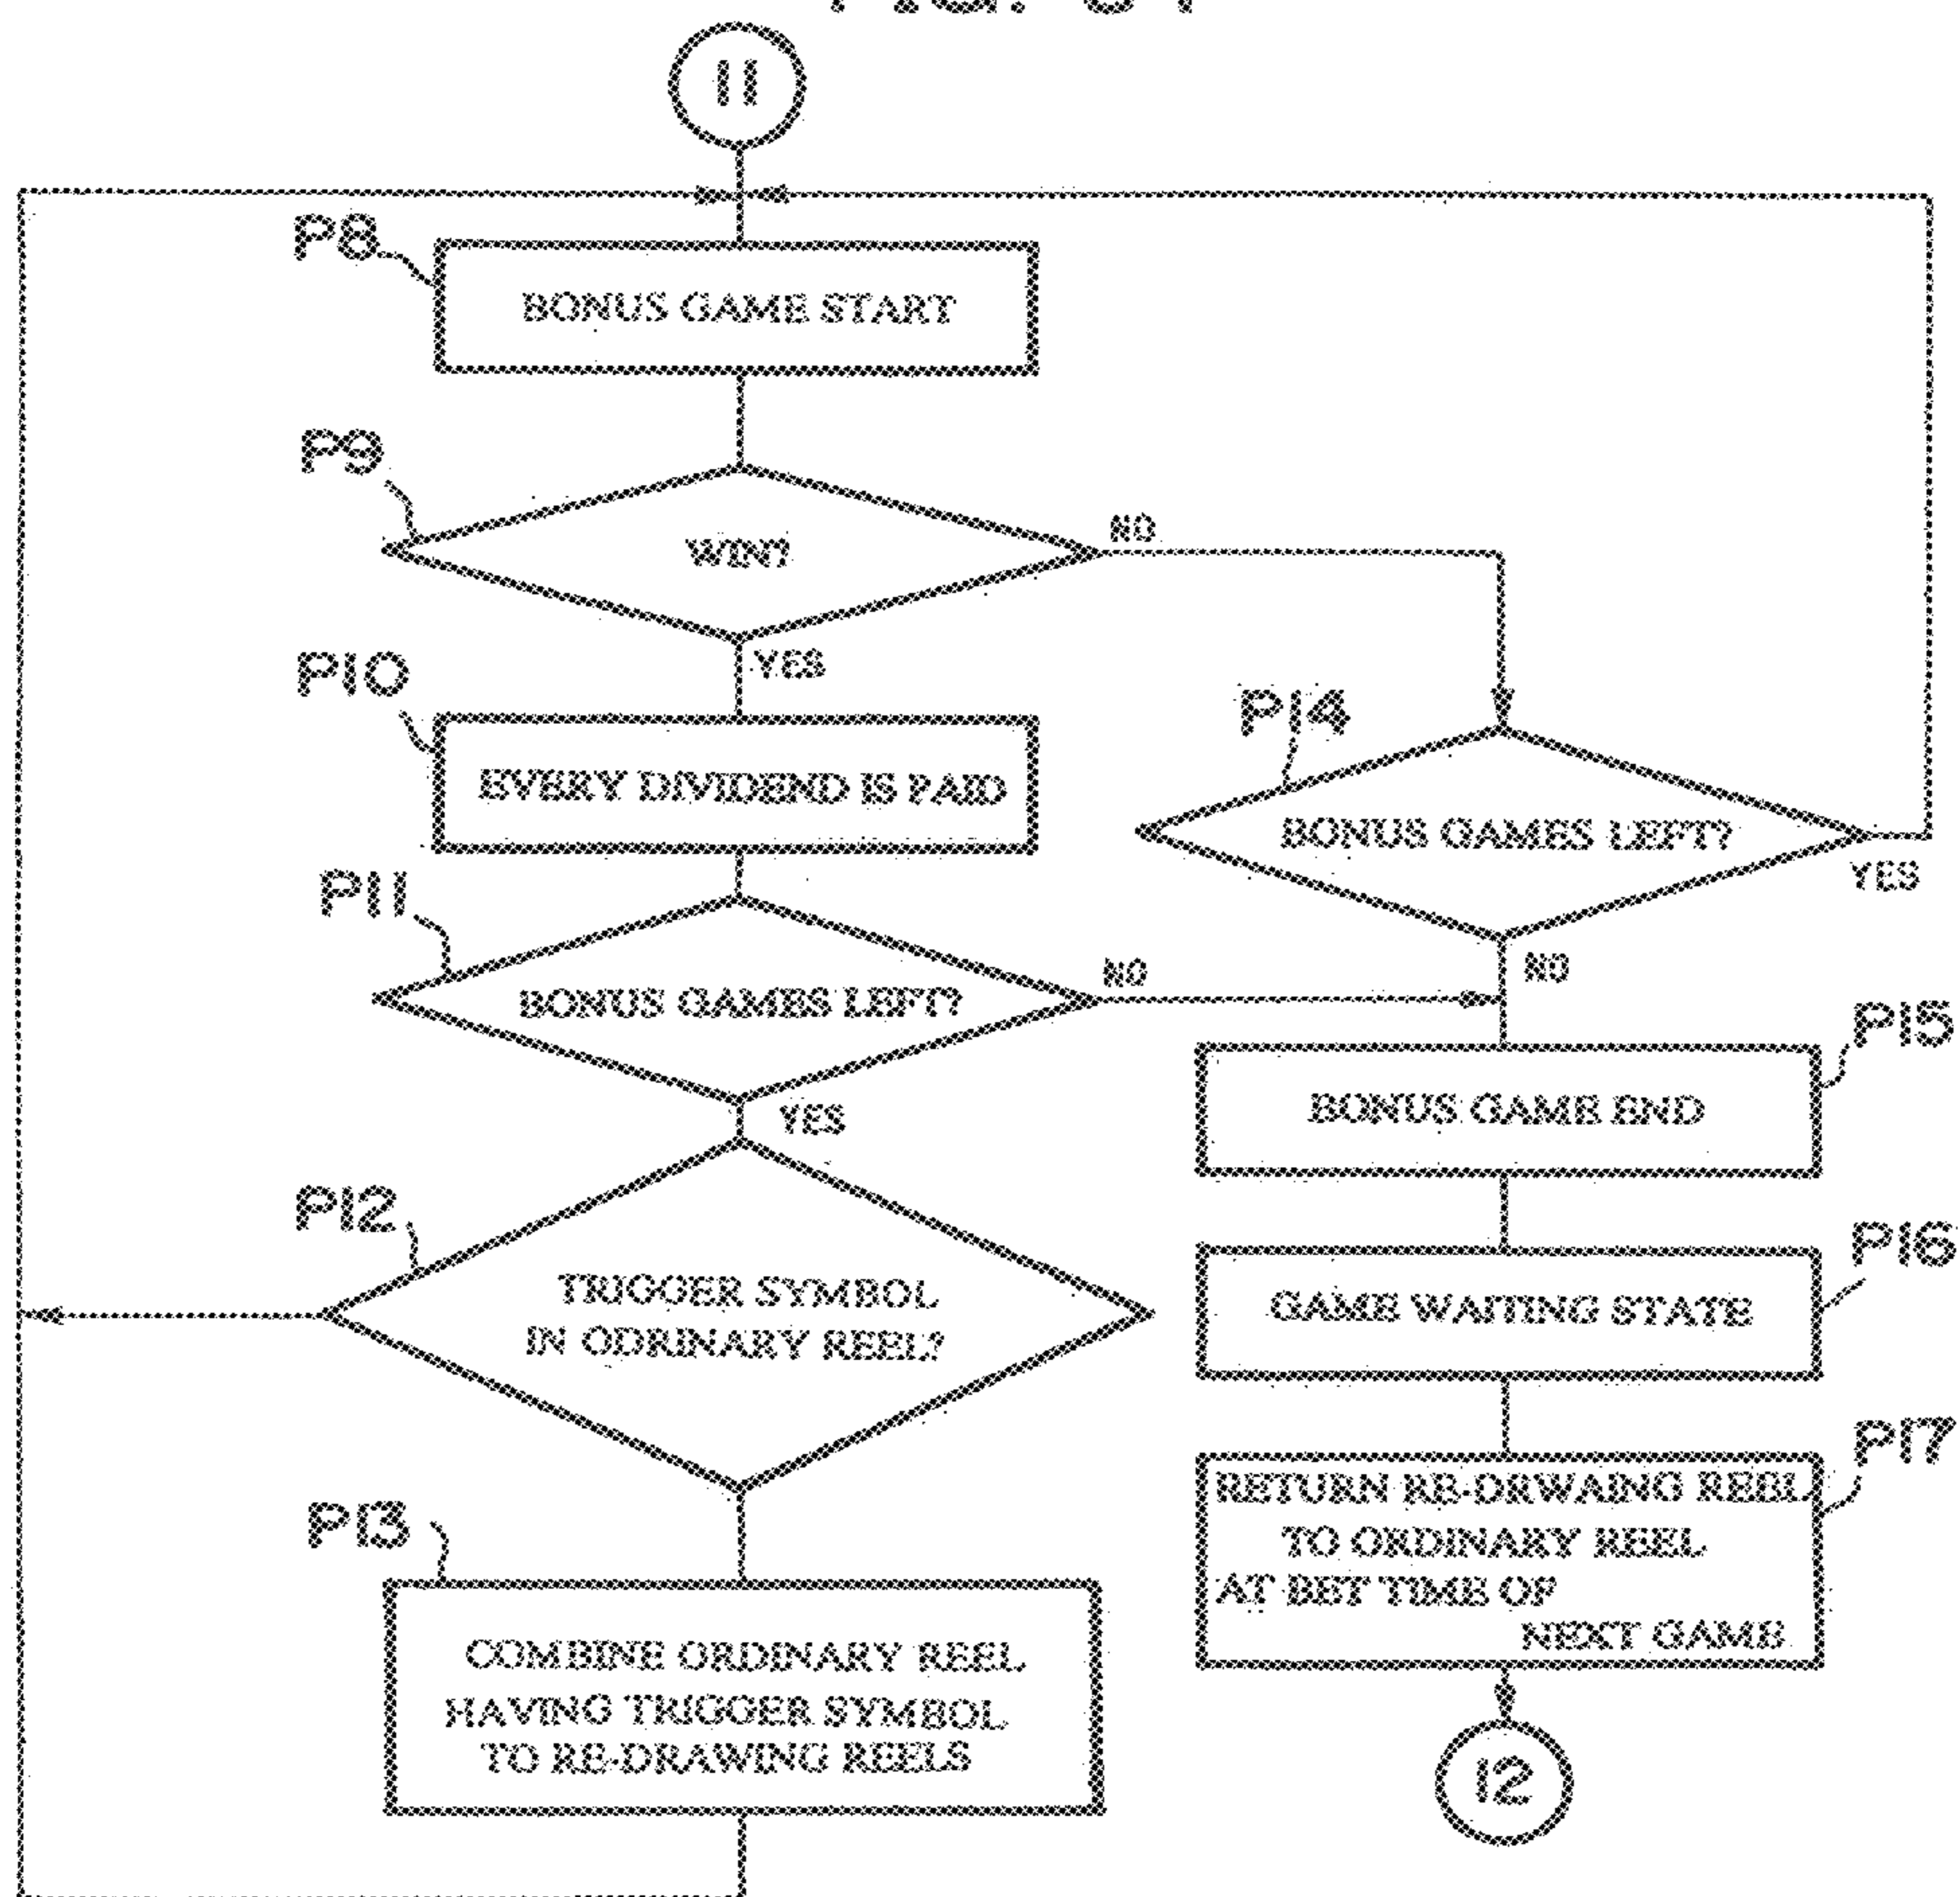 11
P8
BONUS GAME START
P9
WIN?
NO
YES
P10
EVERY DIVIDEND IS PAID
P14
BONUS GAMES LEFT?
YES
NO
P11
BONUS GAMES LEFT?
NO
YES
P15
BONUS GAME END
P12
TRIGGER SYMBOL
IN ODRINARY REEL?
P16
GAME WAITING STATE
P17
RETURN RE-DRWAING REEL
TO ORDINARY REEL
AT BET TIME OF
NEXT GAME
P13
COMBINE ORDINARY REEL
HAVING TRIGGER SYMBOL
TO RE-DRAWING REELS
12